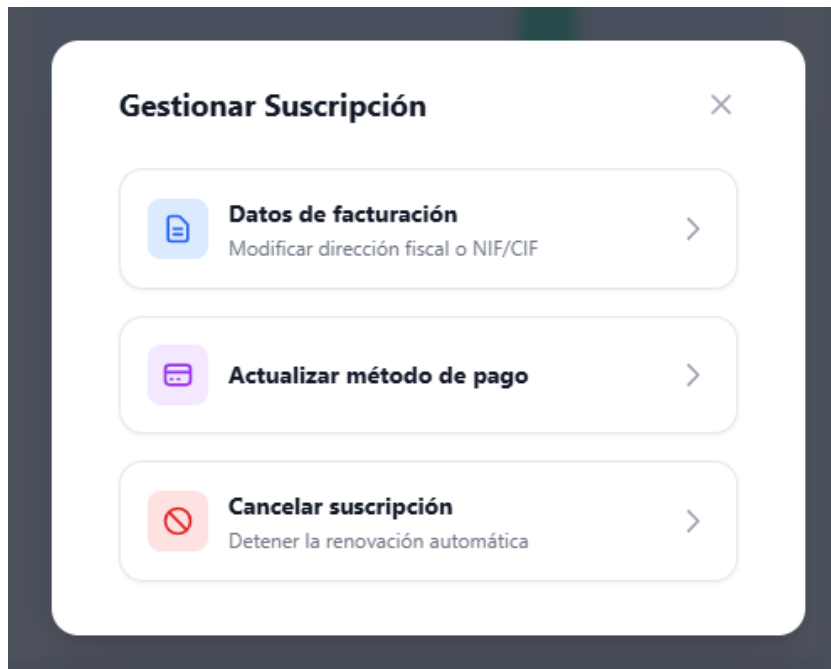 Gestionar Suscripción
Datos de facturación
Modificar dirección fiscal o NIF/CIF
Actualizar método de pago
Cancelar suscripción
Detener la renovación automática